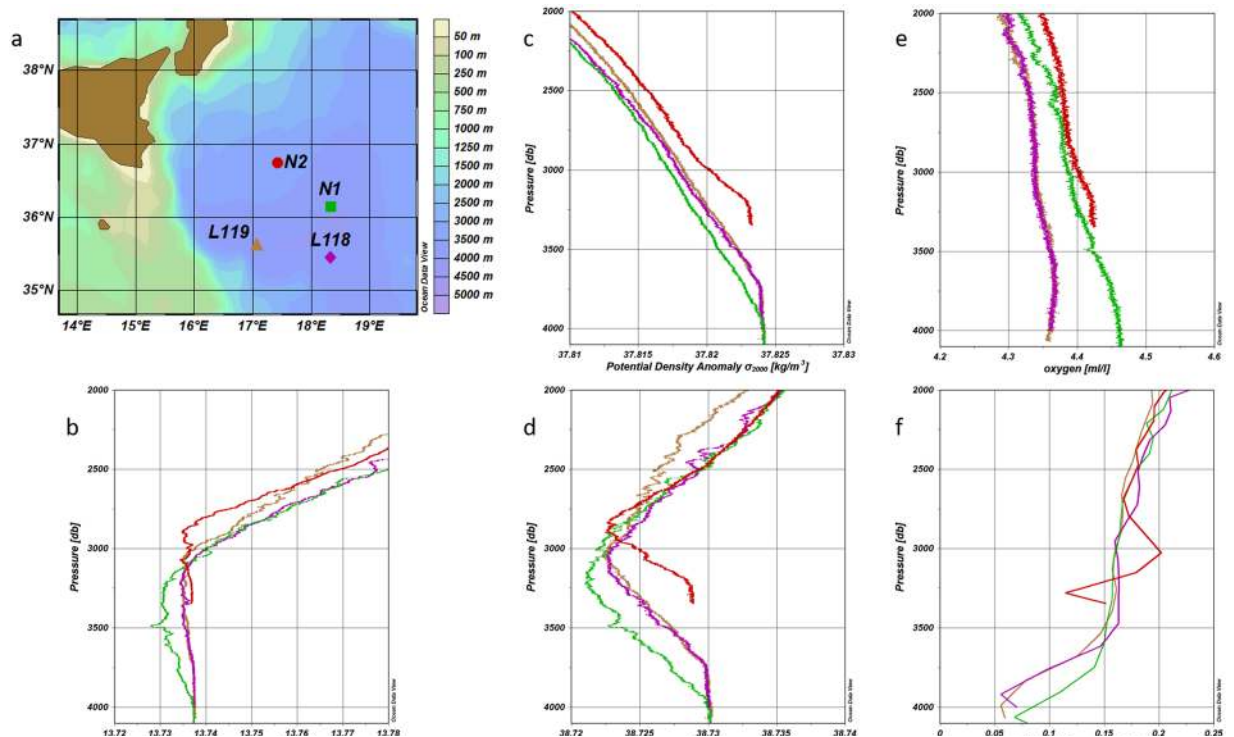 a
38°N
37°N
36°N
35°N
14°E
15°E
16°E
17°E
18°E
19°E
N2
N1
L119
L118
50 m
100 m
250 m
500 m
750 m
1000 m
1250 m
1500 m
2000 m
2500 m
3000 m
3500 m
4000 m
4500 m
5000 m
Ocean Data View
c
2000
2500
3000
3500
4000
Pressure [db]
37.81
37.815
37.82
37.825
37.83
Potential Density Anomaly σ2000 [kg/m3]
Ocean Data View
e
2000
2500
3000
3500
4000
Pressure [db]
4.2
4.3
4.4
4.5
4.6
oxygen [ml/l]
Ocean Data View
b
2000
2500
3000
3500
4000
Pressure [db]
13.72
13.73
13.74
13.75
13.76
13.77
13.78
Ocean Data View
d
2000
2500
3000
3500
4000
Pressure [db]
38.72
38.725
38.73
38.735
38.74
Ocean Data View
f
2000
2500
3000
3500
4000
Pressure [db]
0
0.05
0.1
0.15
0.2
0.25
Ocean Data View